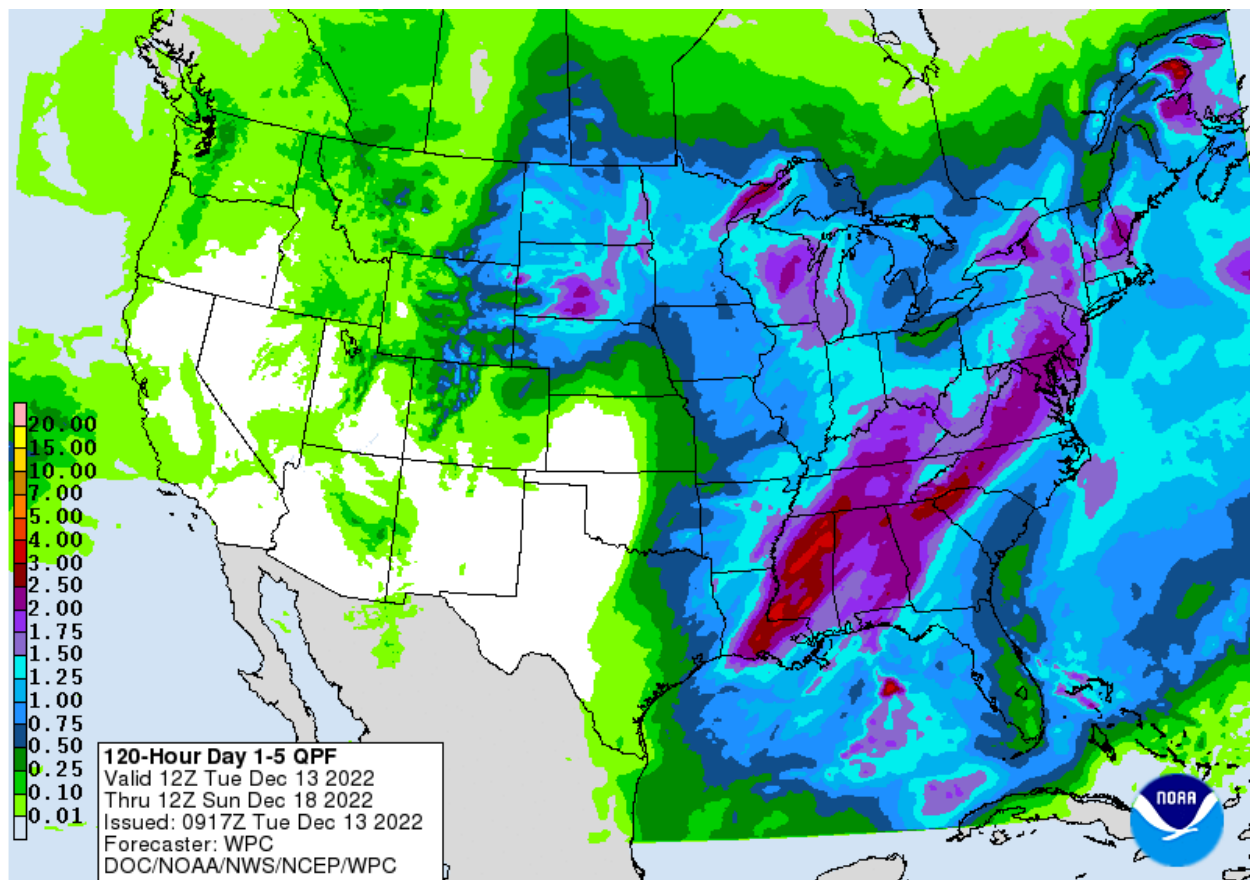 20.00
15.00
10.00
7.00
5.00
4.00
3.00
2.50
2.00
1.75
1.50
1.25
1.00
0.75
0.50
0.25
0.10
0.01
120-Hour Day 1-5 QPF
Valid 12Z Tue Dec 13 2022
Thru 12Z Sun Dec 18 2022
Issued: 0917Z Tue Dec 13 2022
Forecaster: WPC
DOC/NOAA/NWS/NCEP/WPC
NOAA